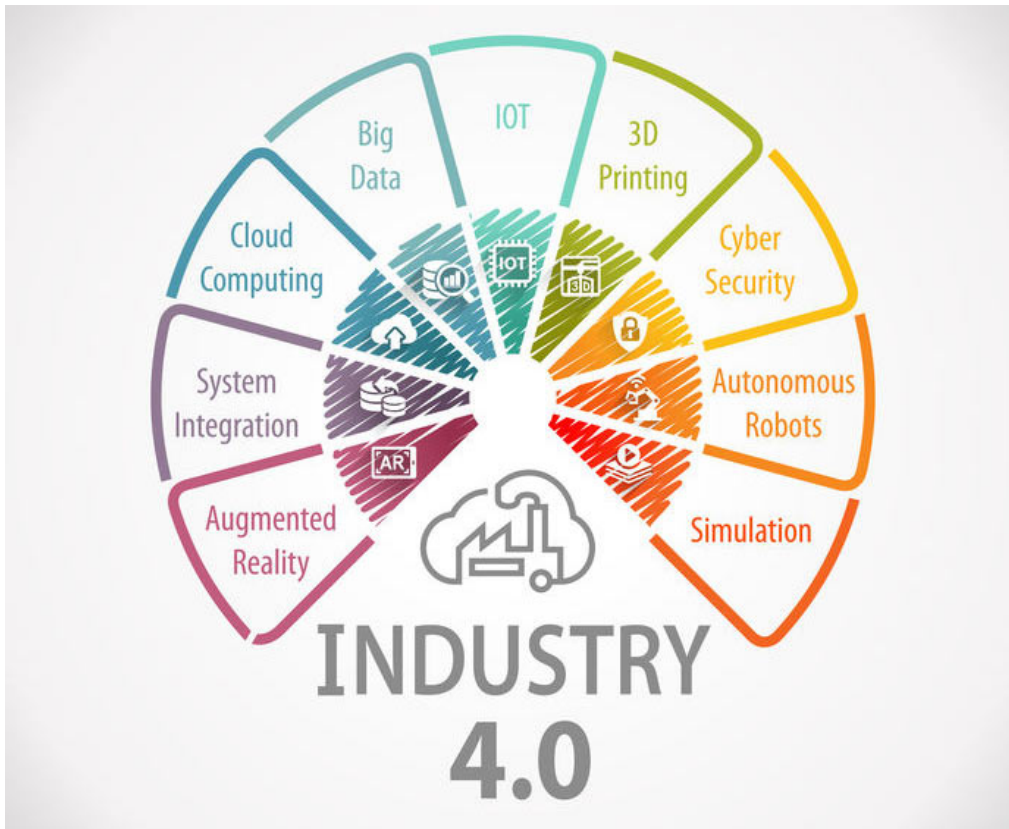 IOT
Big
Data
3D
Printing
Cloud
Computing
Cyber
Security
System
Integration
Autonomous
Robots
Augmented
Reality
Simulation
IOT
3D
AR
INDUSTRY
4.0